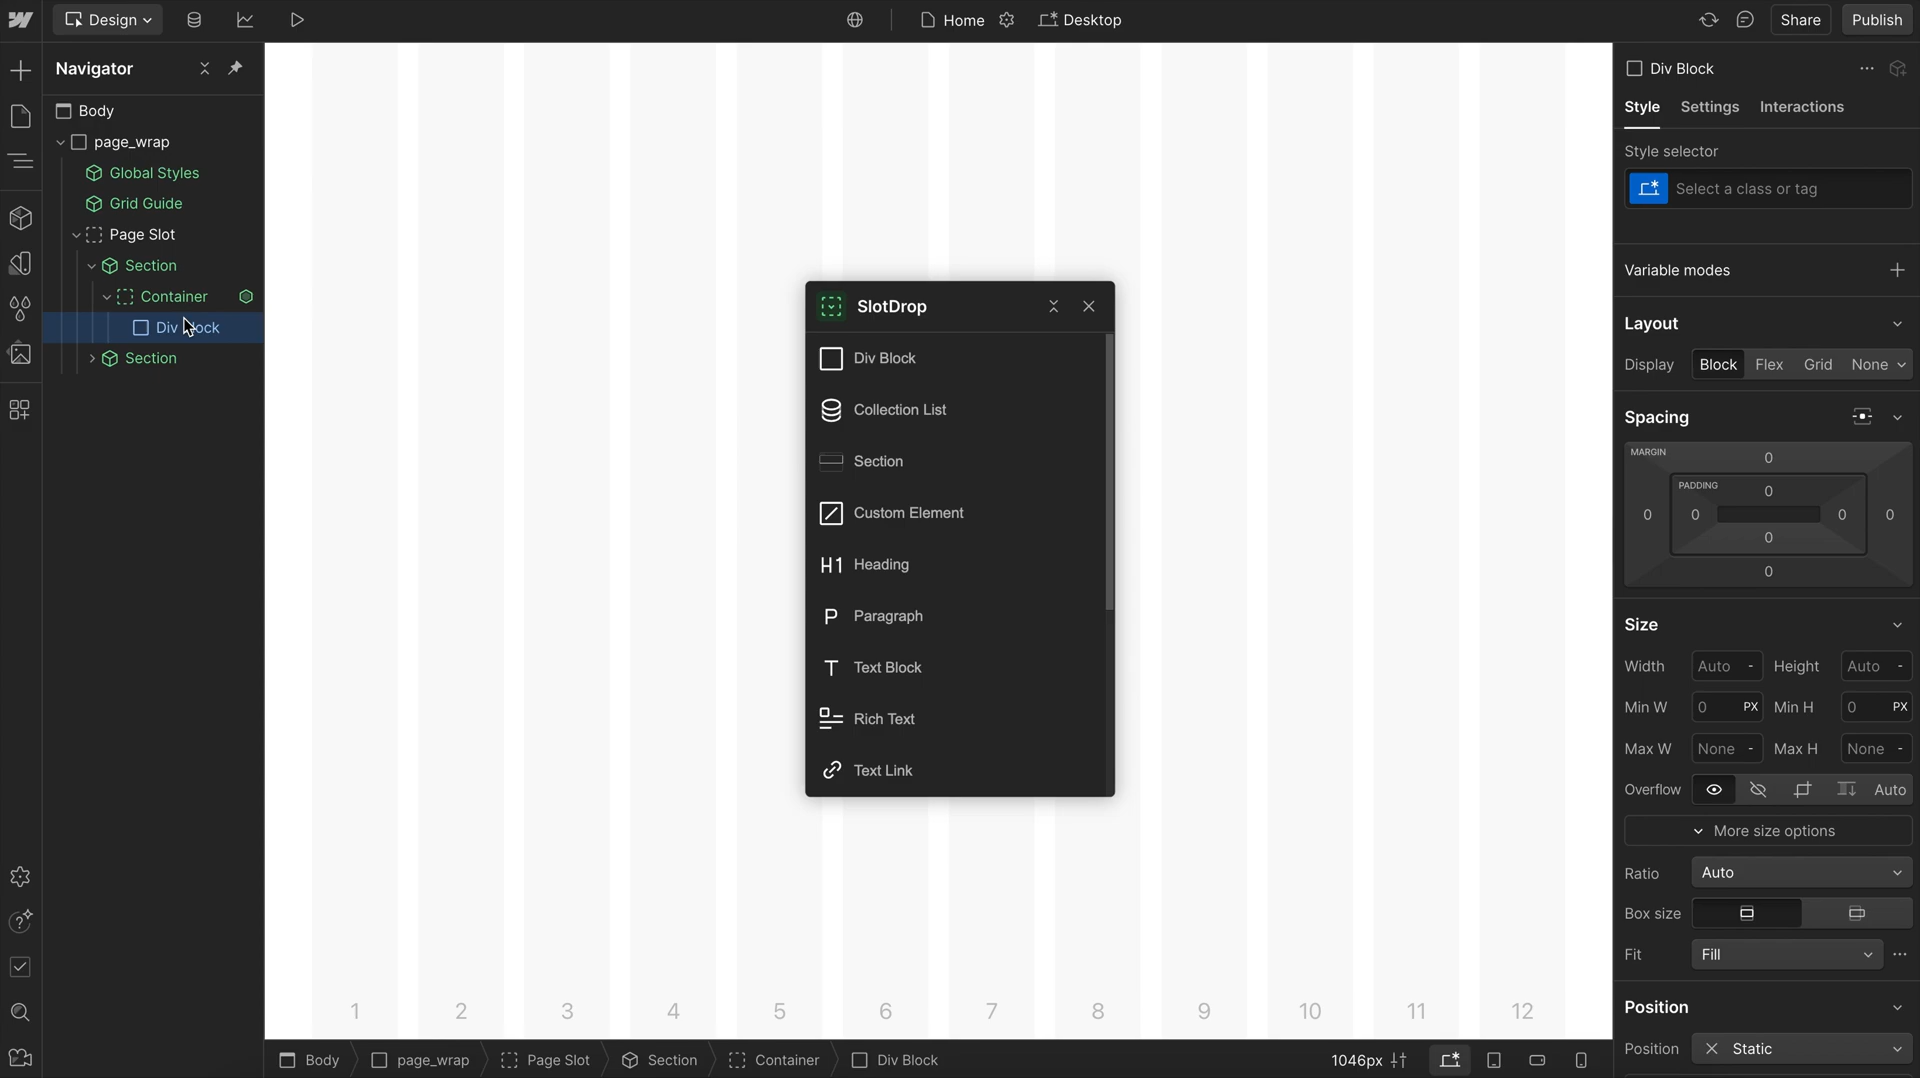 Design
Home
Desktop
Share
Publish
Navigator
Body
page_wrap
Global Styles
Grid Guide
Page Slot
Section
Container
Div Block
Section
SlotDrop
Div Block
Collection List
Section
Custom Element
H1 Heading
P Paragraph
T Text Block
Rich Text
Text Link
1 2 3 4 5 6 7 8 9 10 11 12
Body
page_wrap
Page Slot
Section
Container
Div Block
1046px
Div Block
Style Settings Interactions
Style selector
Select a class or tag
Variable modes
Layout
Display Block Flex Grid None
Spacing
MARGIN
0
PADDING
0
0 0 0 0
0
0
Size
Width Auto - Height Auto -
Min W 0 PX Min H 0 PX
Max W None - Max H None -
Overflow Auto
More size options
Ratio Auto
Box size
Fit Fill
Position
Position Static